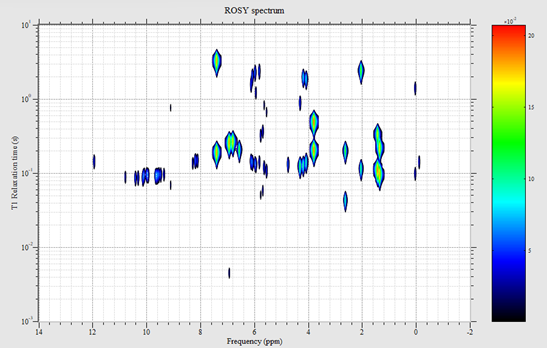 ROSY spectrum
×10⁻³
10¹
10⁰
10⁻¹
10⁻²
10⁻³
T1 Relaxation time (s)
14 12 10 8 6 4 2 0 -2
Frequency (ppm)
20
15
10
5
0